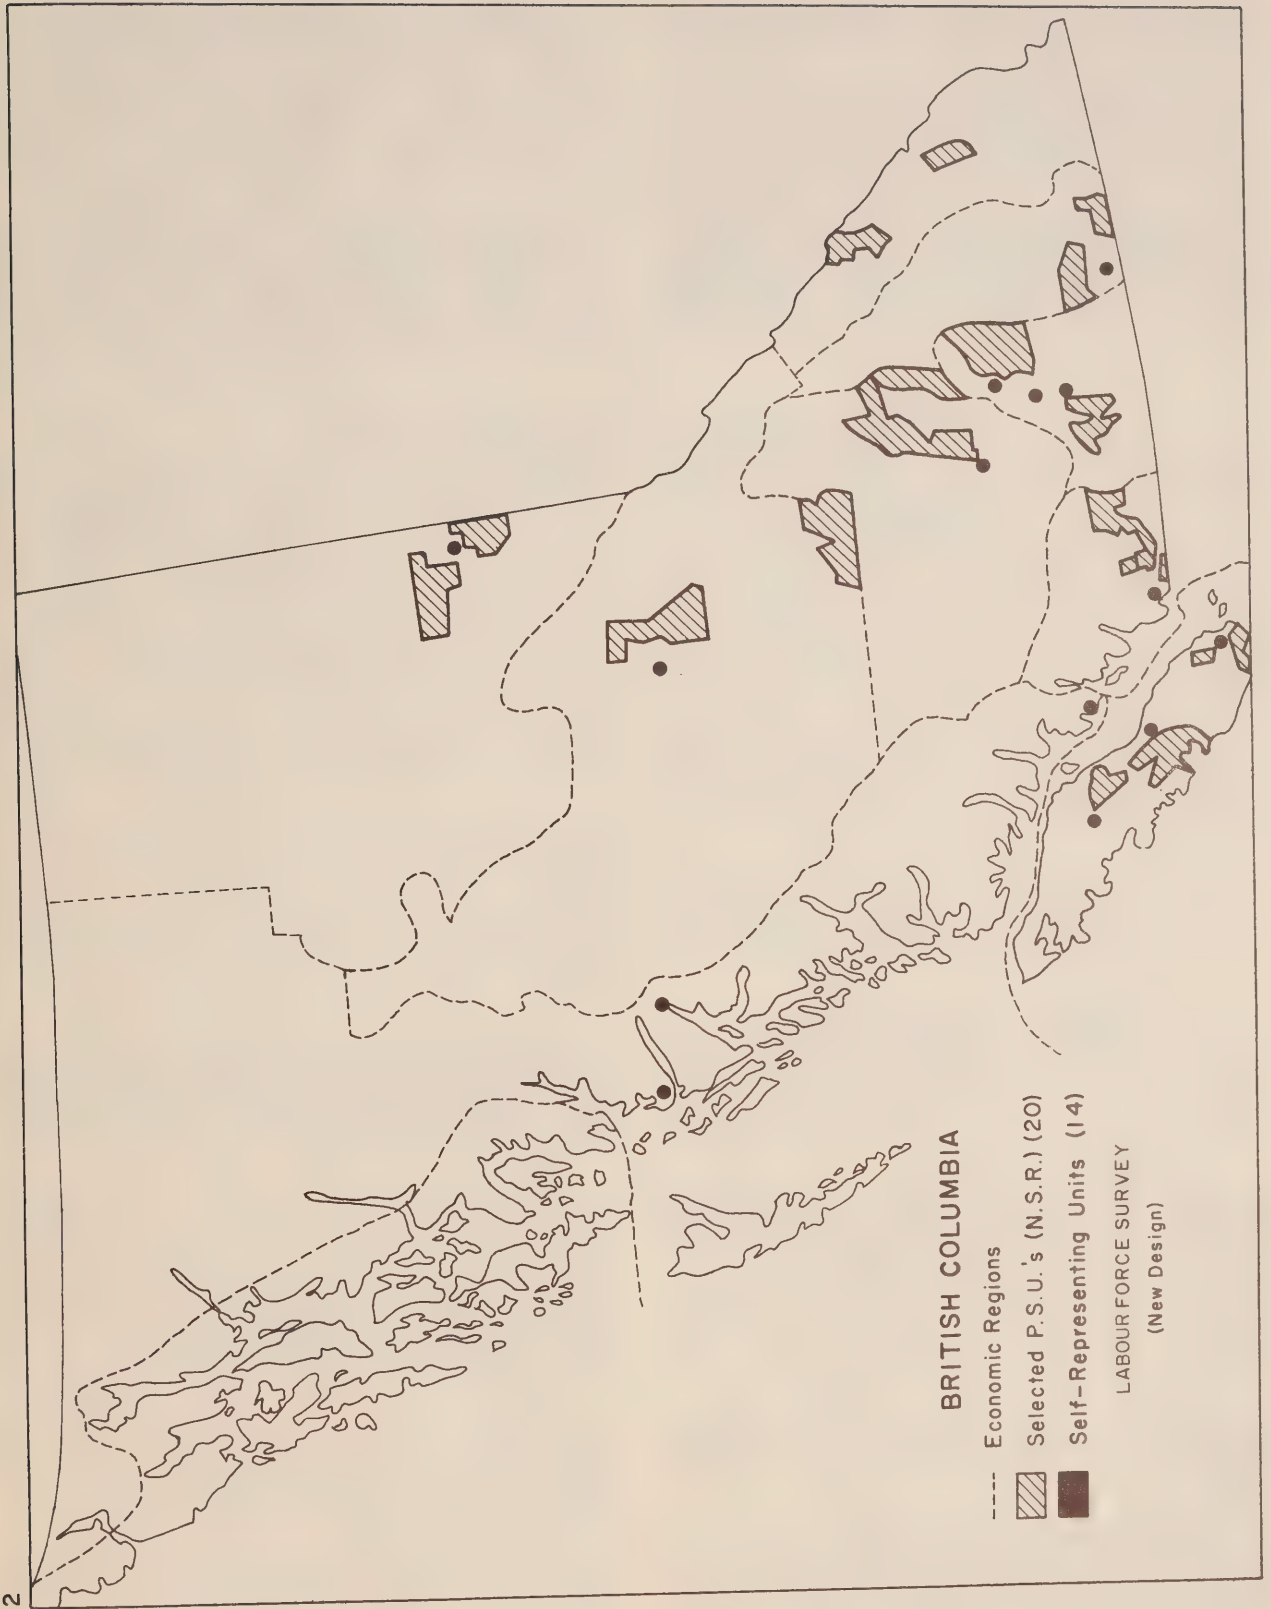 2
BRITISH COLUMBIA
Economic Regions
Selected P.S.U.'s (N.S.R.) (20)
Self-Representing Units (14)
LABOUR FORCE SURVEY
(New Design)